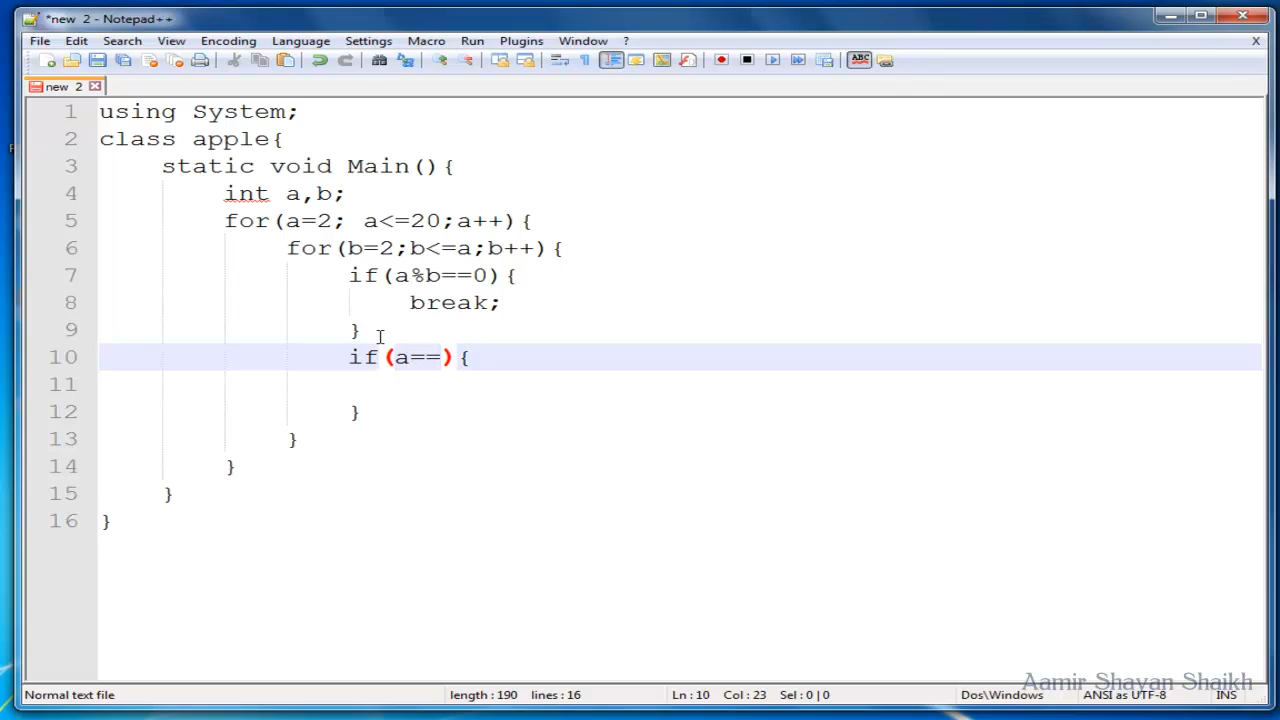 *new 2 - Notepad++
File Edit Search View Encoding Language Settings Macro Run Plugins Window ? X
ABC
new 2
1 using System;
2 class apple{
3 static void Main(){
4 int a,b;
5 for(a=2; a<=20;a++){
6 for(b=2;b<=a;b++){
7 if(a%b==0){
8 break;
9 }
10 if(a==){
11
12 }
13 }
14 }
15 }
16 }
Aamir Shayan Shaikh
Normal text file length : 190 lines : 16 Ln : 10 Col : 23 Sel : 0 | 0 Dos\Windows ANSI as UTF-8 INS